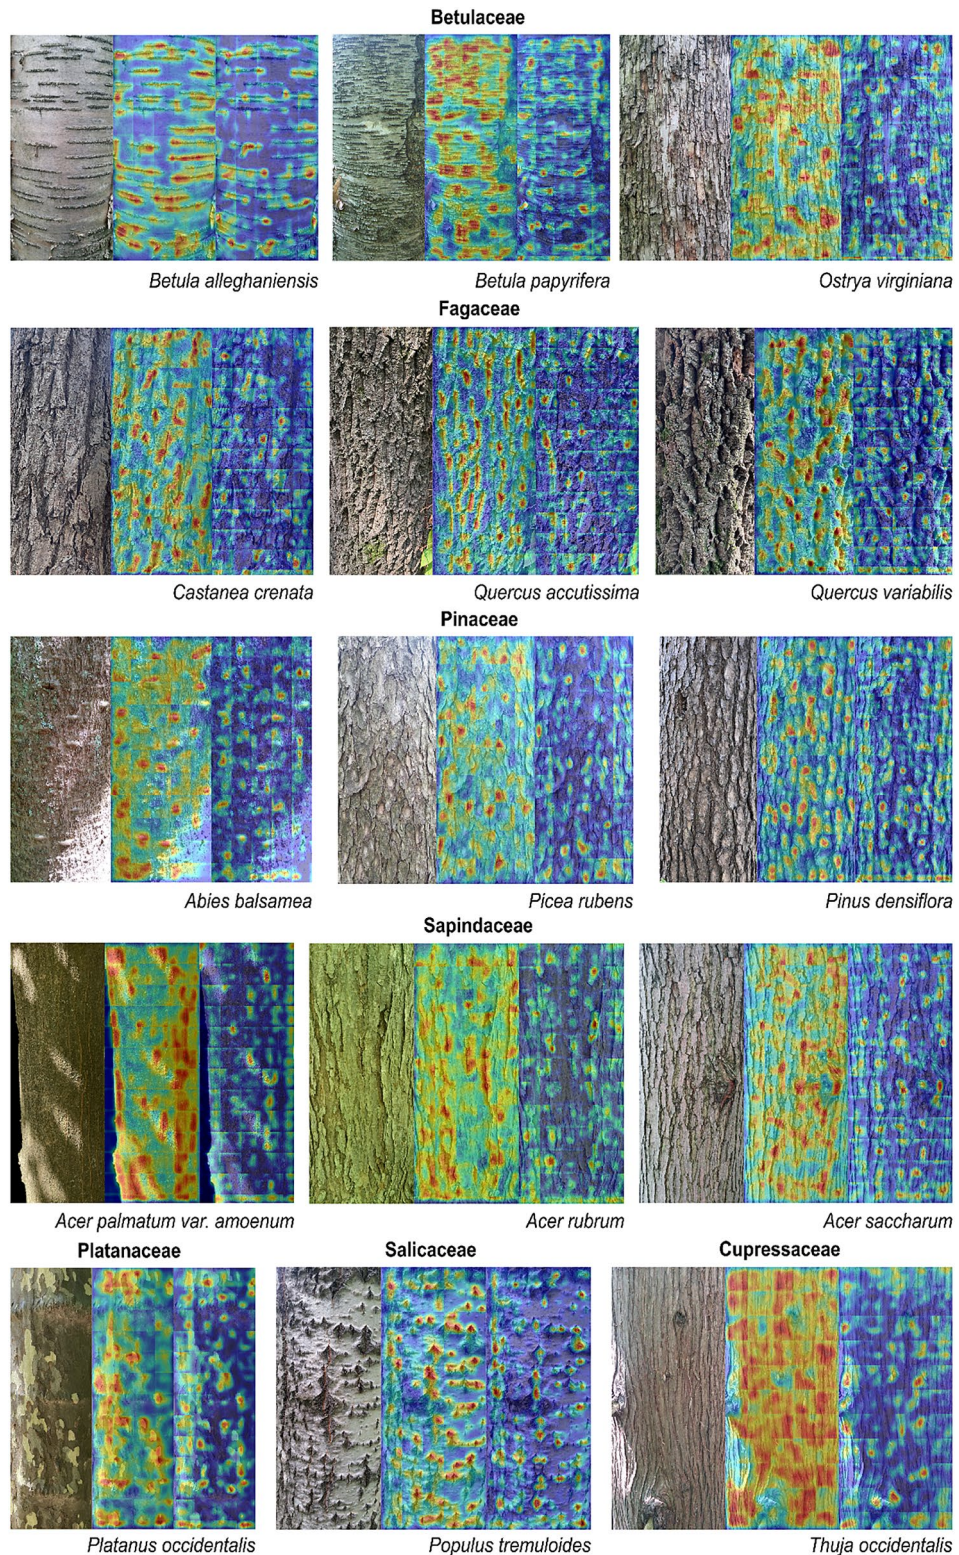 Betulaceae
Betula alleghaniensis
Betula papyrifera
Ostrya virginiana
Fagaceae
Castanea crenata
Quercus accutissima
Quercus variabilis
Pinaceae
Abies balsamea
Picea rubens
Pinus densiflora
Sapindaceae
Acer palmatum var. amoenum
Acer rubrum
Acer saccharum
Platanaceae
Salicaceae
Cupressaceae
Platanus occidentalis
Populus tremuloides
Thuja occidentalis